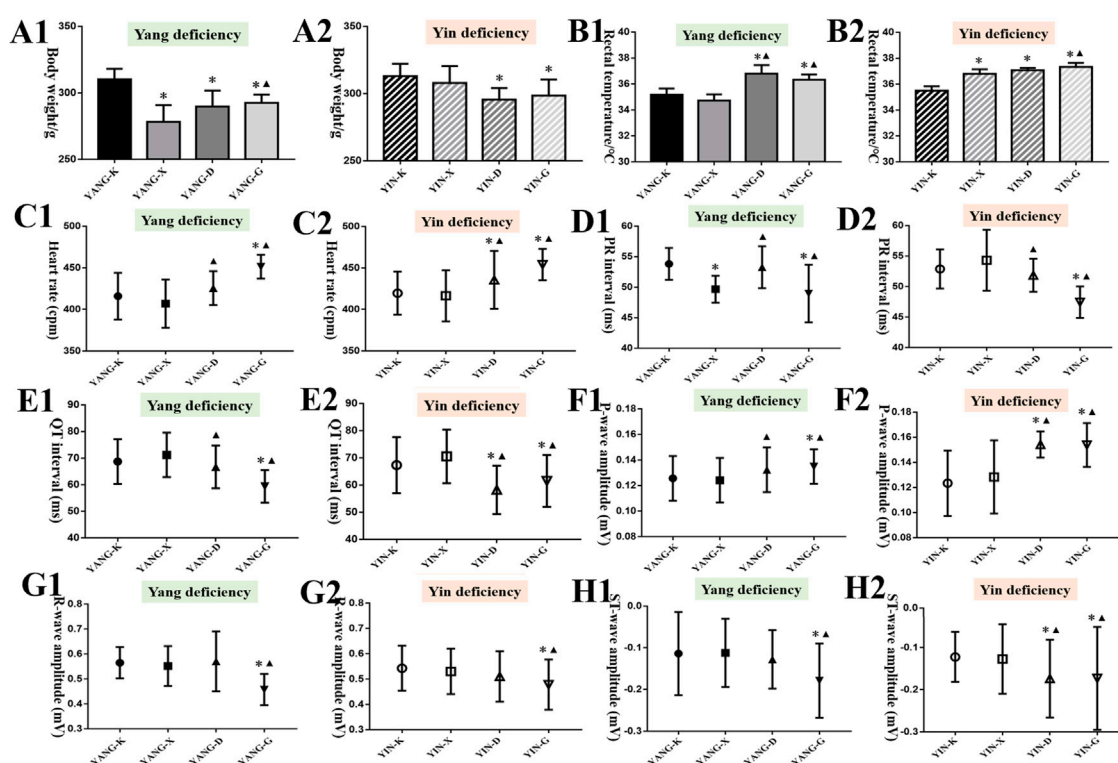 A1
Yang deficiency
Body weight/g
350
300
250
*
*
* ▲
YANG-K
YANG-X
YANG-D
YANG-G
A2
Yin deficiency
Body weight/g
350
300
250
*
*
YIN-K
YIN-X
YIN-D
YIN-G
B1
Yang deficiency
Rectal temperature/°C
40
38
36
34
32
30
*▲
*▲
YANG-K
YANG-X
YANG-D
YANG-G
B2
Yin deficiency
Rectal temperature/°C
40
38
36
34
32
30
*
*
*▲
YIN-K
YIN-X
YIN-D
YIN-G
C1
Yang deficiency
Heart rate (cpm)
500
450
400
350
▲
*▲
YANG-K
YANG-X
YANG-D
YANG-G
C2
Yin deficiency
Heart rate (cpm)
500
450
400
350
*▲
*▲
YIN-K
YIN-X
YIN-D
YIN-G
D1
Yang deficiency
PR interval
(ms)
60
55
50
45
40
*
▲
*▲
YANG-K
YANG-X
YANG-D
YANG-G
D2
Yin deficiency
PR interval
(ms)
60
55
50
45
40
▲
*▲
YIN-K
YIN-X
YIN-D
YIN-G
E1
Yang deficiency
QT interval
(ms)
90
80
70
60
50
40
▲
*▲
YANG-K
YANG-X
YANG-D
YANG-G
E2
Yin deficiency
QT interval
(ms)
90
80
70
60
50
40
*▲
*▲
YIN-K
YIN-X
YIN-D
YIN-G
F1
Yang deficiency
P-wave amplitude
(mV)
0.18
0.16
0.14
0.12
0.10
0.08
▲
*▲
YANG-K
YANG-X
YANG-D
YANG-G
F2
Yin deficiency
P-wave amplitude
(mV)
0.18
0.16
0.14
0.12
0.10
0.08
*▲
*▲
YIN-K
YIN-X
YIN-D
YIN-G
G1
Yang deficiency
R-wave amplitude
(mV)
0.8
0.7
0.6
0.5
0.4
0.3
*▲
YANG-K
YANG-X
YANG-D
YANG-G
G2
Yin deficiency
R-wave amplitude
(mV)
0.8
0.7
0.6
0.5
0.4
0.3
*▲
YIN-K
YIN-X
YIN-D
YIN-G
H1
Yang deficiency
ST-wave amplitude
(mV)
0.0
-0.1
-0.2
-0.3
*▲
YANG-K
YANG-X
YANG-D
YANG-G
H2
Yin deficiency
ST-wave amplitude
(mV)
0.0
-0.1
-0.2
-0.3
*▲
*▲
YIN-K
YIN-X
YIN-D
YIN-G